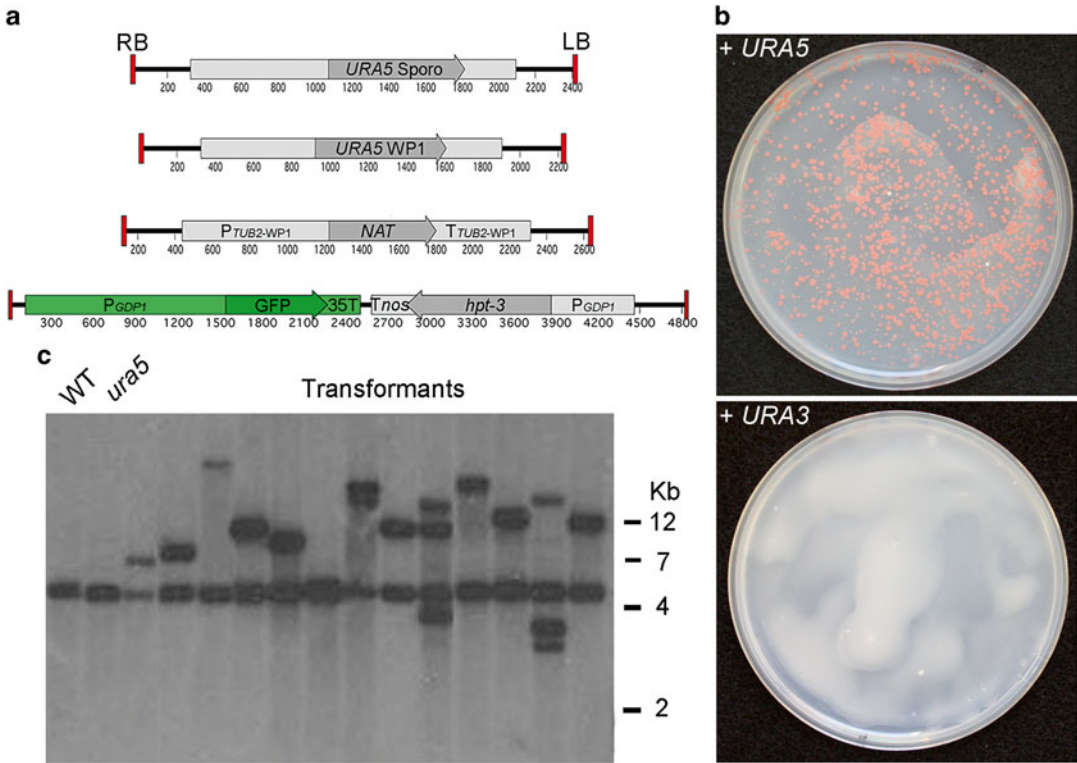 a
RB LB
URA5 Sporo
200 400 600 800 1000 1200 1400 1600 1800 2000 2200 2400
URA5 WP1
200 400 600 800 1000 1200 1400 1600 1800 2000 2200
PTUB2-WP1 NAT TTUB2-WP1
200 400 600 800 1000 1200 1400 1600 1800 2000 2200 2400 2600
PGDP1 GFP 35T Tnos hpt-3 PGDP1
300 600 900 1200 1500 1800 2100 2400 2700 3000 3300 3600 3900 4200 4500 4800
b
+ URA5
+ URA3
c
WT ura5 Transformants
Kb
12
7
4
2